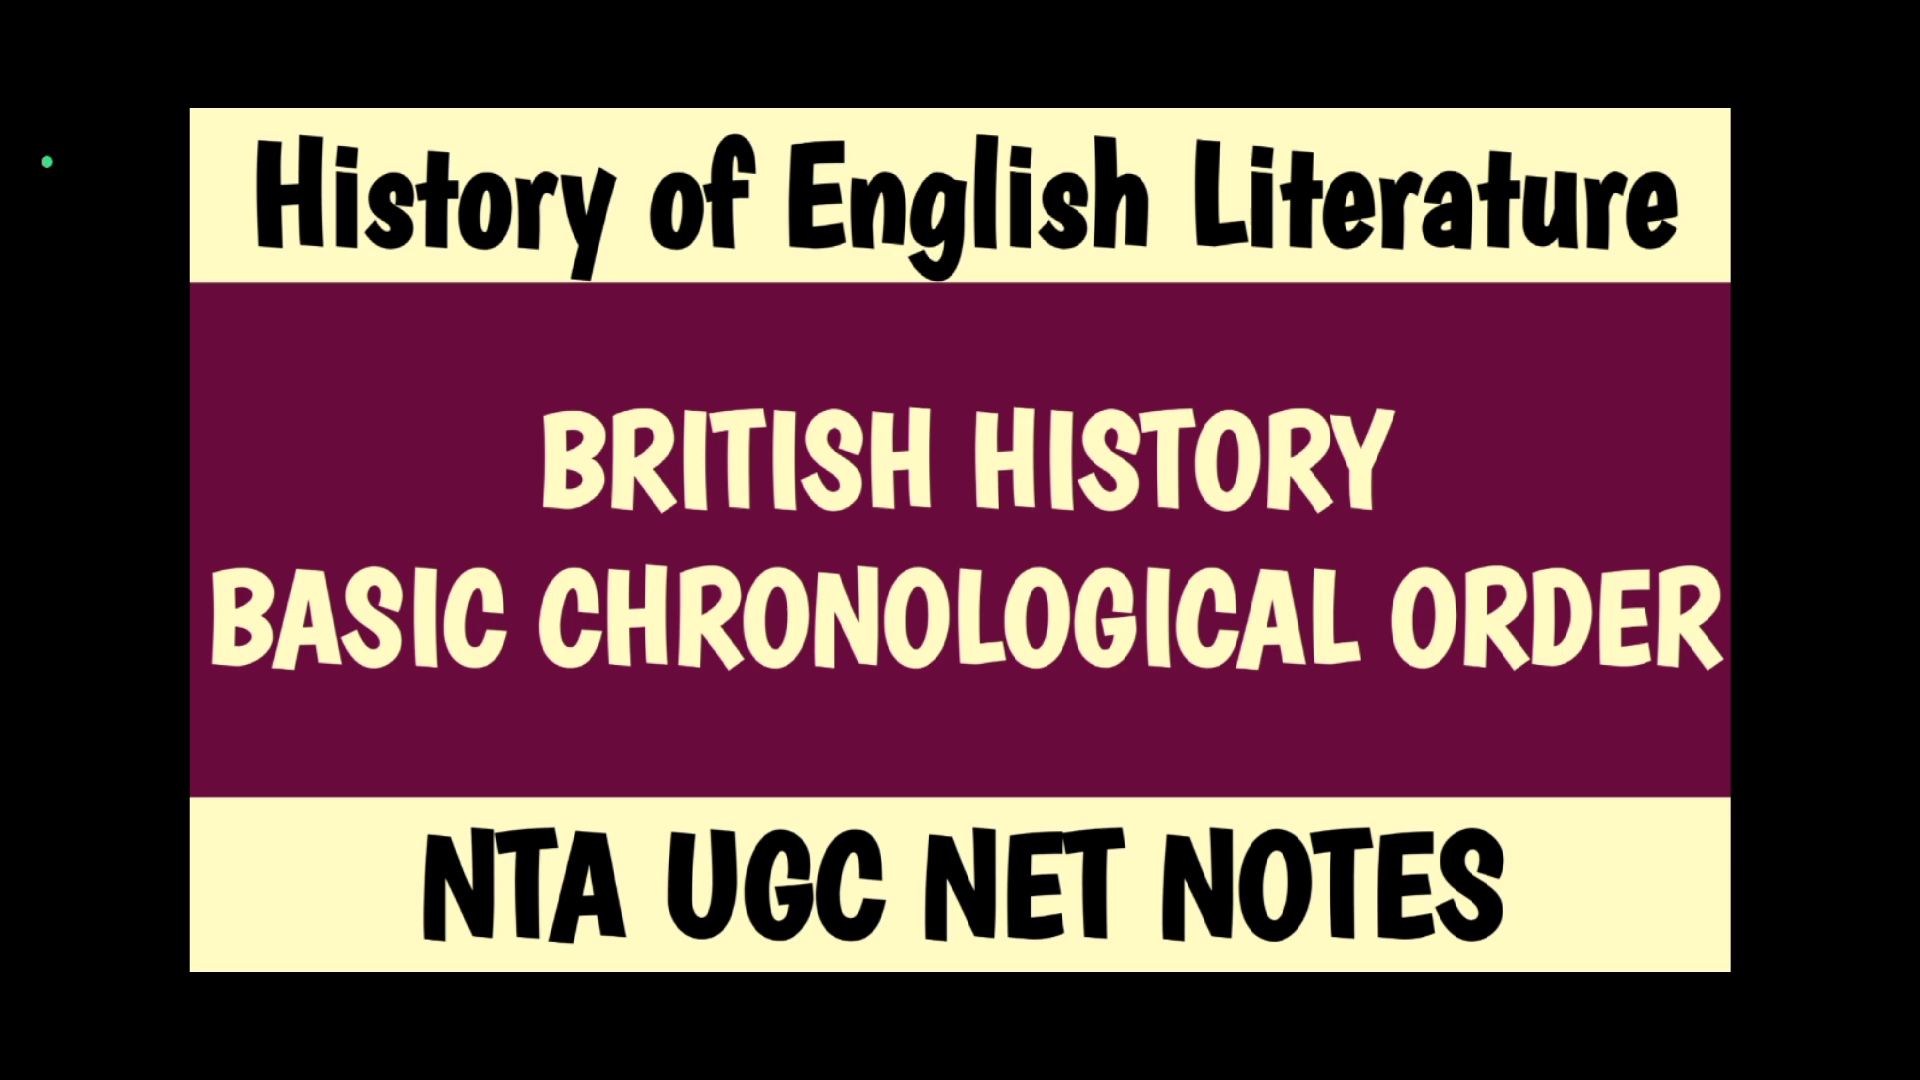 History of English Literature
BRITISH HISTORY
BASIC CHRONOLOGICAL ORDER
NTA UGC NET NOTES